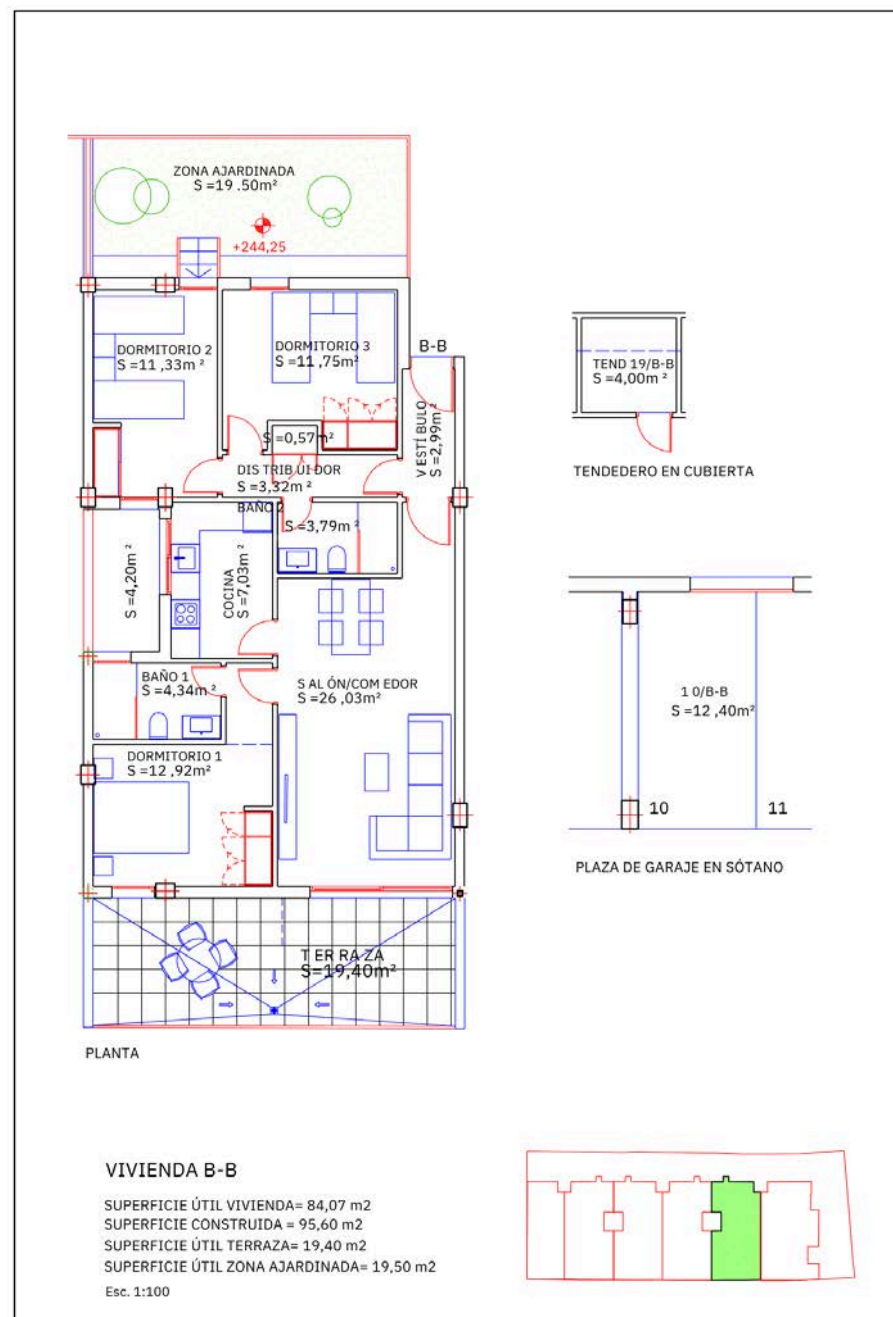 ZONA AJARDINADA
S =19 .50m²
+244,25
DORMITORIO 2
S =11 ,33m²
DORMITORIO 3
S =11 ,75m²
B-B
V ESTÍ BULO
S =2,99m ²
S =0,57m ²
DIS TRIB UI DOR
S =3,32m ²
BAÑO 2
S =3,79m ²
S =4,20m ²
COCINA
S =7,03m ²
BAÑO 1
S =4,34m²
S AL ÓN/COM EDOR
S =26 ,03m²
DORMITORIO 1
S =12 ,92m²
T ER RA ZA
S=19,40m²
PLANTA
TEND 19/B-B
S =4,00m ²
TENDEDERO EN CUBIERTA
1 0/B-B
S =12 ,40m²
10
11
PLAZA DE GARAJE EN SÓTANO
VIVIENDA B-B
SUPERFICIE ÚTIL VIVIENDA= 84,07 m2
SUPERFICIE CONSTRUIDA = 95,60 m2
SUPERFICIE ÚTIL TERRAZA= 19,40 m2
SUPERFICIE ÚTIL ZONA AJARDINADA= 19,50 m2
Esc. 1:100